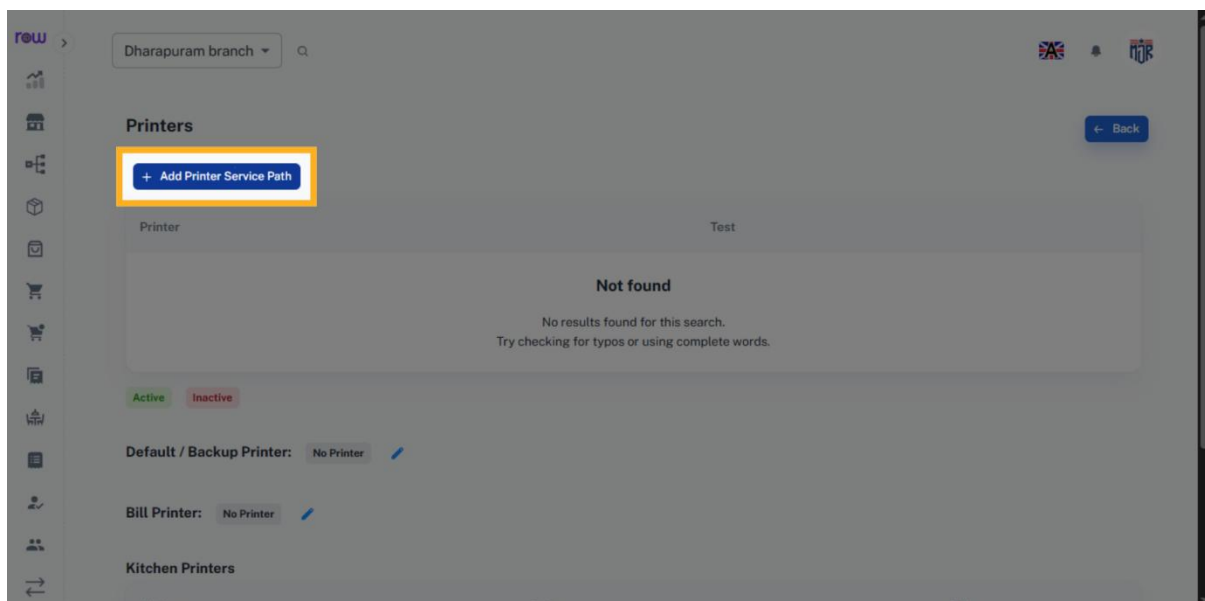 row
Dharapuram branch
A
MJR
Printers
← Back
+ Add Printer Service Path
Printer Test
Not found
No results found for this search.
Try checking for typos or using complete words.
Active Inactive
Default / Backup Printer: No Printer
Bill Printer: No Printer
Kitchen Printers